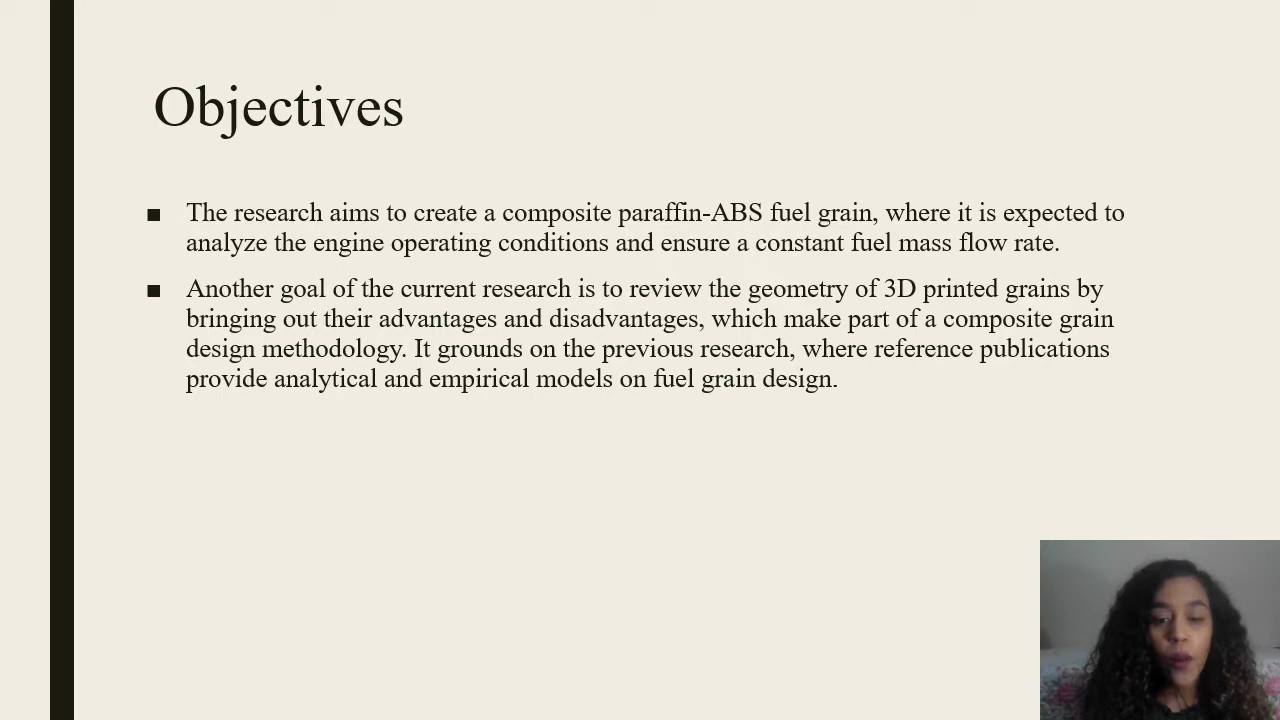 Objectives
■ The research aims to create a composite paraffin-ABS fuel grain, where it is expected to
analyze the engine operating conditions and ensure a constant fuel mass flow rate.
■ Another goal of the current research is to review the geometry of 3D printed grains by
bringing out their advantages and disadvantages, which make part of a composite grain
design methodology. It grounds on the previous research, where reference publications
provide analytical and empirical models on fuel grain design.